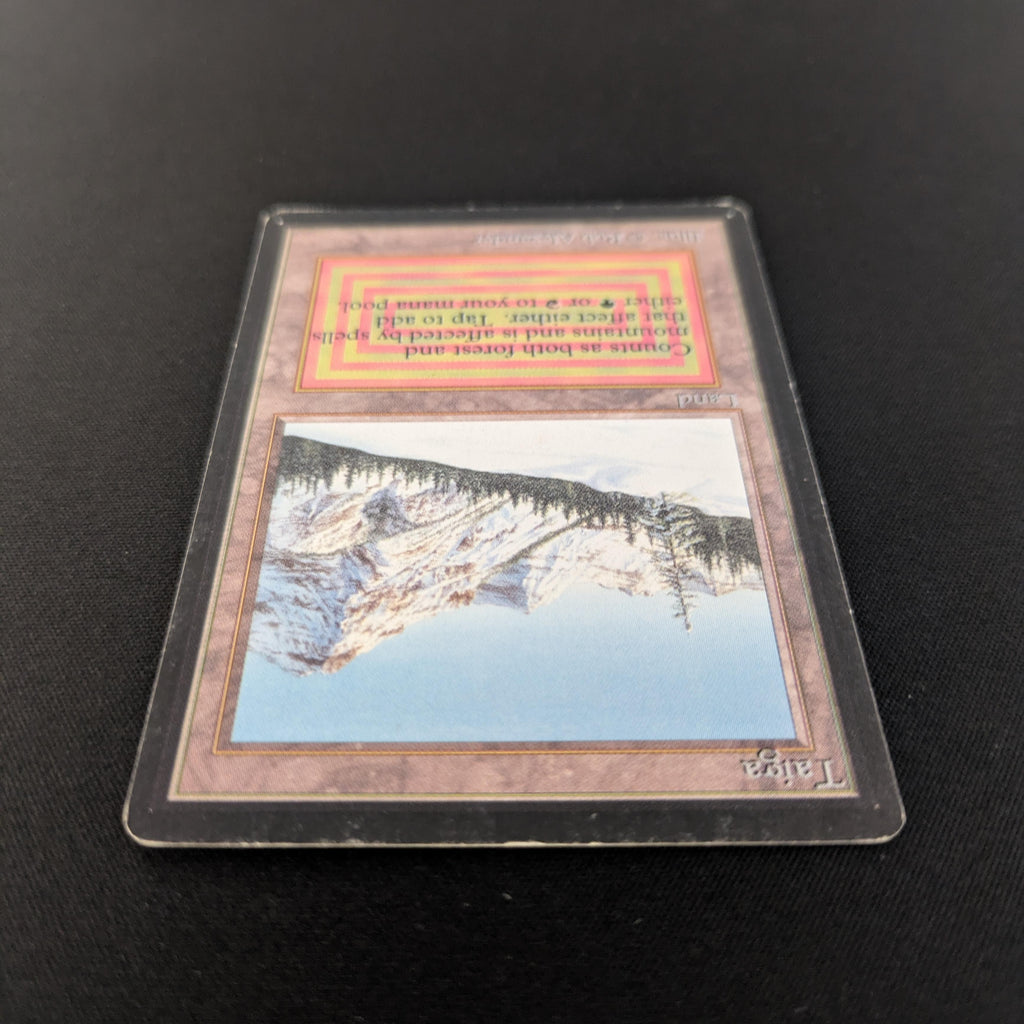 Taiga
Land
Counts as both forest and
mountains and is affected by spells
that affect either. Tap to add
either or to your mana pool.
Illus. © Rob Alexander